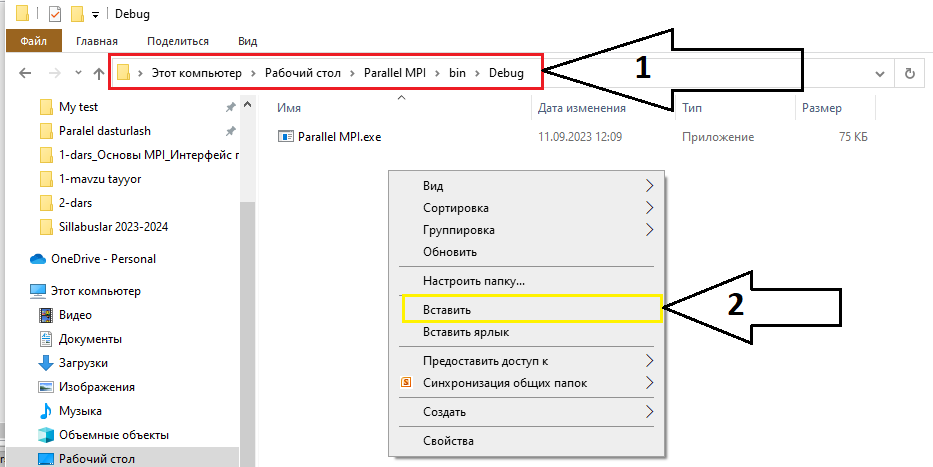 Debug
Файл Главная Поделиться Вид
Этот компьютер Рабочий стол Parallel MPI bin Debug
1
Имя Дата изменения Тип Размер
Parallel MPI.exe 11.09.2023 12:09 Приложение 75 КБ
My test
Paralel dasturlash
1-dars_Основы MPI_Интерфейс г
1-mavzu tayyor
2-dars
Sillabuslar 2023-2024
OneDrive - Personal
Этот компьютер
Видео
Документы
Загрузки
Изображения
Музыка
Объемные объекты
Рабочий стол
Вид
Сортировка
Группировка
Обновить
Настроить папку...
Вставить
2
Вставить ярлык
Предоставить доступ к
Синхронизация общих папок
Создать
Свойства